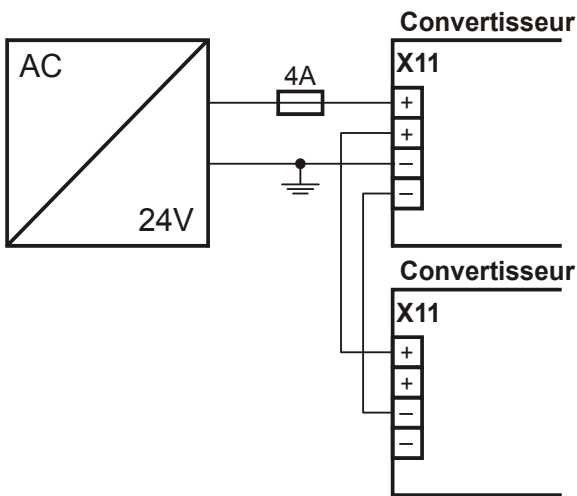 Convertisseur
AC
X11
4A
+
+
−
−
24V
Convertisseur
X11
+
+
−
−